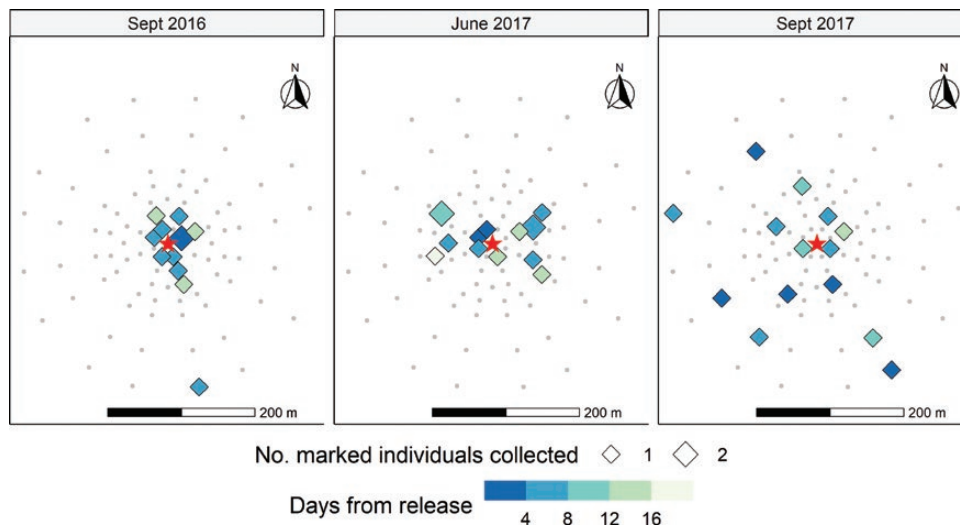 Sept 2016
June 2017
Sept 2017
N
N
N
200 m
200 m
200 m
No. marked individuals collected 1 2
Days from release
4 8 12 16